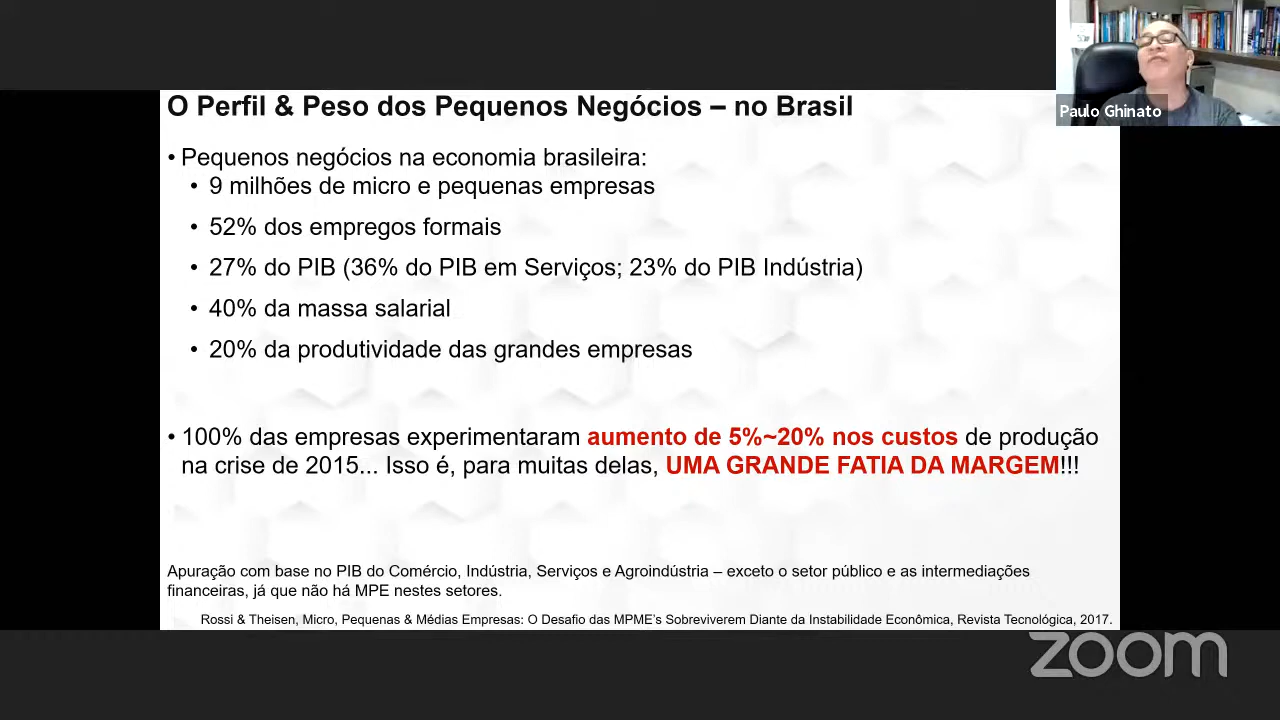 O Perfil & Peso dos Pequenos Negócios – no Brasil
Paulo Ghinato
• Pequenos negócios na economia brasileira:
• 9 milhões de micro e pequenas empresas
• 52% dos empregos formais
• 27% do PIB (36% do PIB em Serviços; 23% do PIB Indústria)
• 40% da massa salarial
• 20% da produtividade das grandes empresas
• 100% das empresas experimentaram aumento de 5%~20% nos custos de produção
na crise de 2015... Isso é, para muitas delas, UMA GRANDE FATIA DA MARGEM!!!
Apuração com base no PIB do Comércio, Indústria, Serviços e Agroindústria – exceto o setor público e as intermediações
financeiras, já que não há MPE nestes setores.
Rossi & Theisen, Micro, Pequenas & Médias Empresas: O Desafio das MPME's Sobreviverem Diante da Instabilidade Econômica, Revista Tecnológica, 2017.
zoom